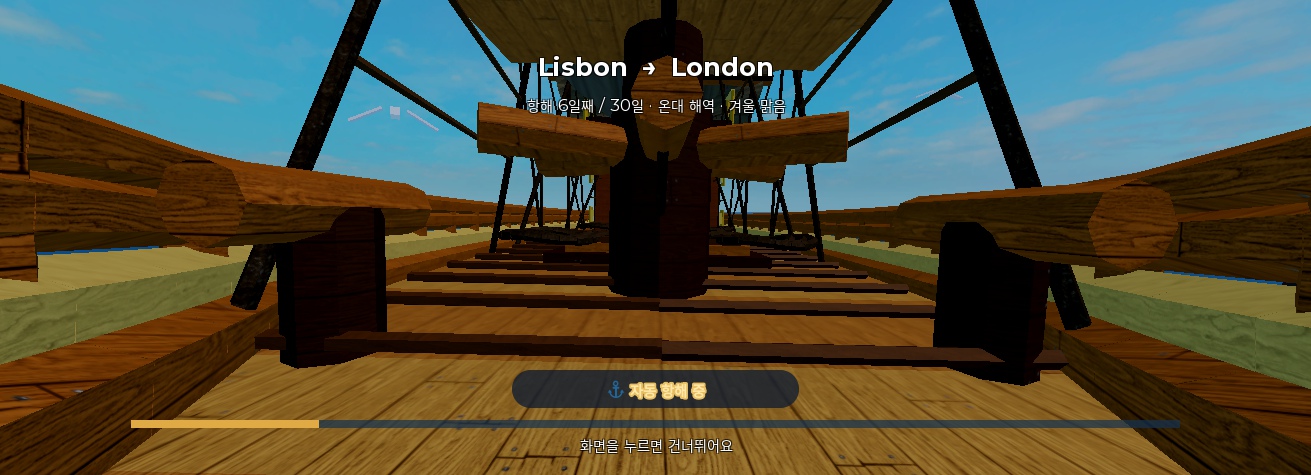 Lisbon → London
항해 6일째 / 30일 · 온대 해역 · 겨울 맑음
⚓ 자동 항해 중
화면을 누르면 건너뛰어요